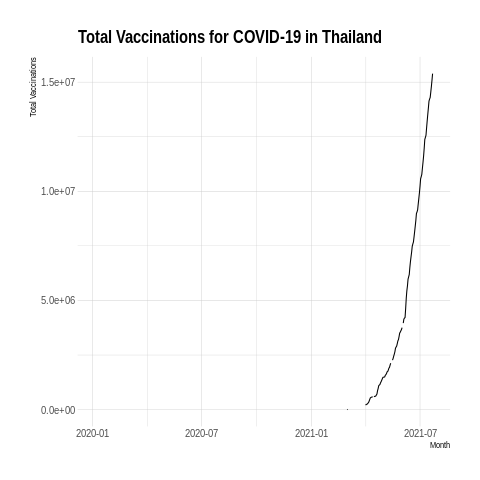 Total Vaccinations for COVID-19 in Thailand
Total Vaccinations
1.5e+07
1.0e+07
5.0e+06
0.0e+00
2020-01 2020-07 2021-01 2021-07
Month